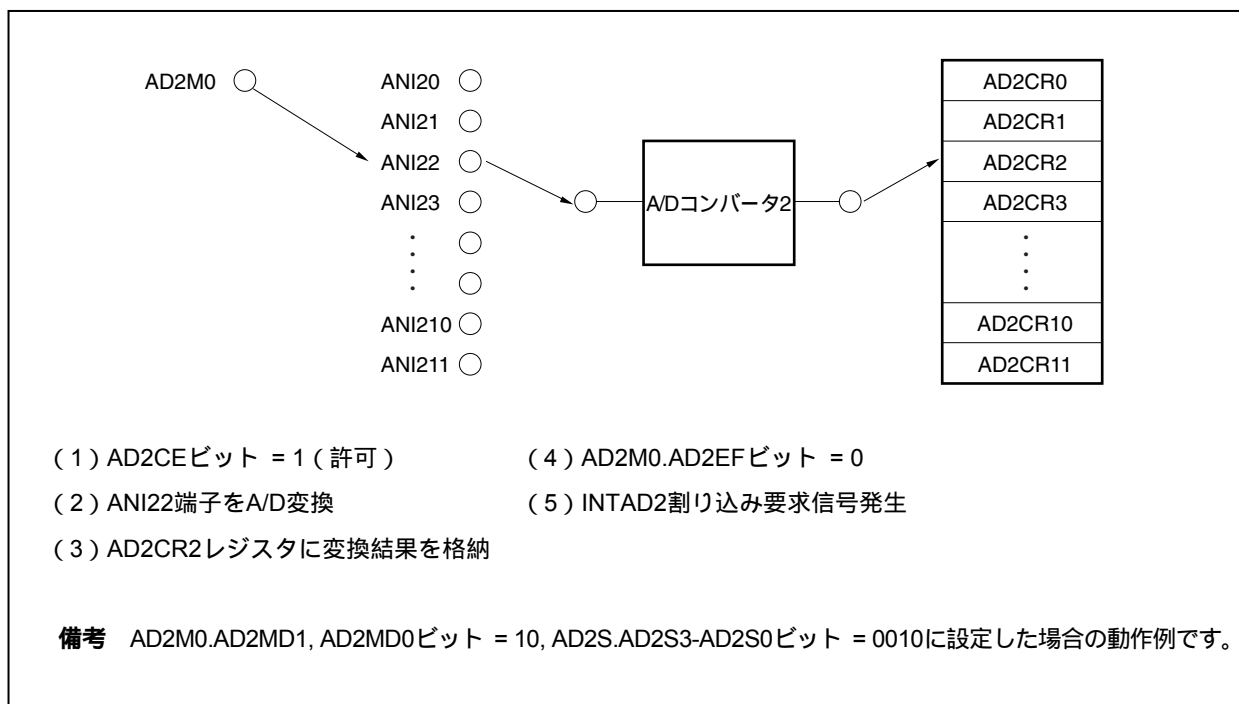 AD2M0
ANI20
ANI21
ANI22
ANI23
ANI210
ANI211
A/Dコンバータ2
AD2CR0
AD2CR1
AD2CR2
AD2CR3
AD2CR10
AD2CR11
(1)AD2CEビット = 1(許可)
(2)ANI22端子をA/D変換
(3)AD2CR2レジスタに変換結果を格納
(4)AD2M0.AD2EFビット = 0
(5)INTAD2割り込み要求信号発生
備考 AD2M0.AD2MD1, AD2MD0ビット = 10, AD2S.AD2S3-AD2S0ビット = 0010に設定した場合の動作例です。